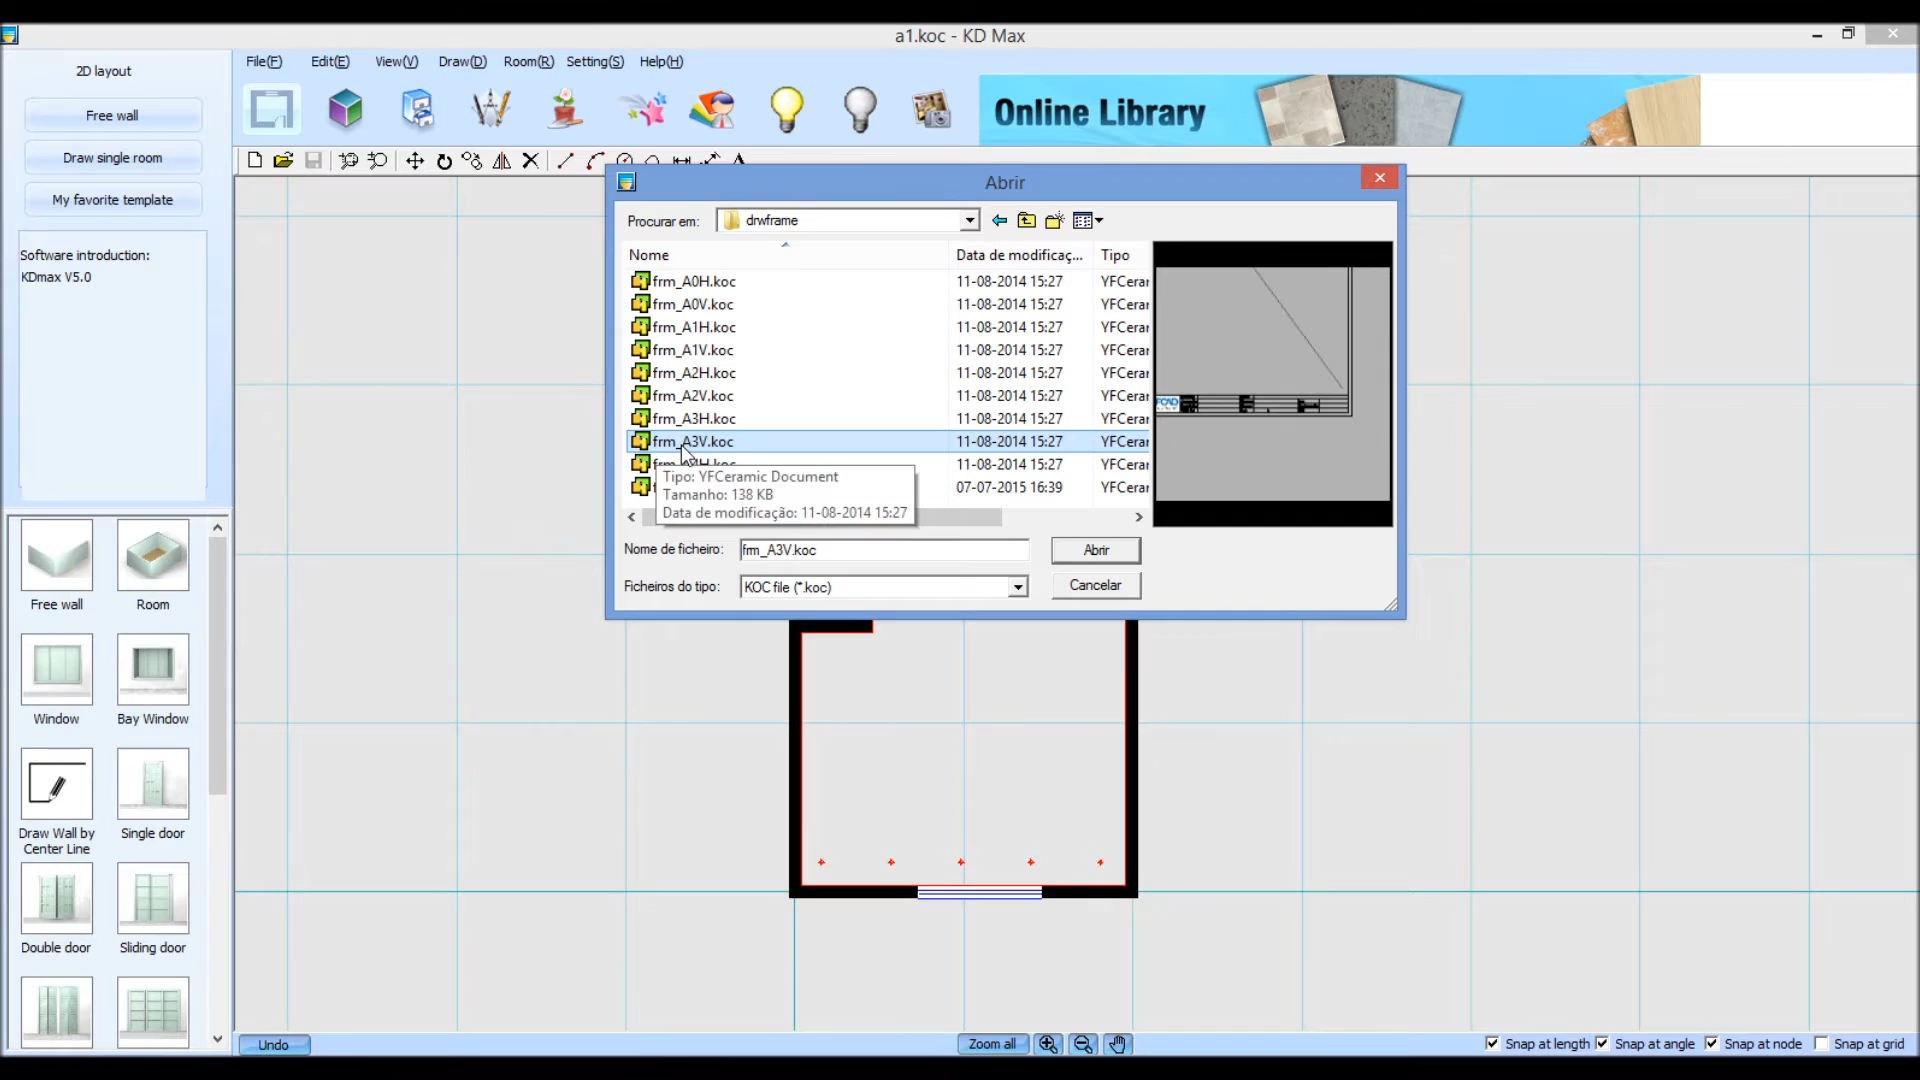 a1.koc - KD Max
2D layout
File(F) Edit(E) View(V) Draw(D) Room(R) Setting(S) Help(H)
Free wall
Draw single room
My favorite template
Online Library
Software introduction:
KDmax V5.0
Abrir
Procurar em: drwframe
Nome Data de modificaç... Tipo
frm_A0H.koc 11-08-2014 15:27 YFCerar
frm_A0V.koc 11-08-2014 15:27 YFCerar
frm_A1H.koc 11-08-2014 15:27 YFCerar
frm_A1V.koc 11-08-2014 15:27 YFCerar
frm_A2H.koc 11-08-2014 15:27 YFCerar
frm_A2V.koc 11-08-2014 15:27 YFCerar
frm_A3H.koc 11-08-2014 15:27 YFCerar
frm_A3V.koc 11-08-2014 15:27 YFCerar
11-08-2014 15:27 YFCerar
07-07-2015 16:39 YFCerar
Tipo: YFCeramic Document
Tamanho: 138 KB
Data de modificação: 11-08-2014 15:27
Nome de ficheiro: frm_A3V.koc Abrir
Ficheiros do tipo: KOC file (*.koc) Cancelar
Free wall Room
Window Bay Window
Draw Wall by Center Line
Single door
Double door Sliding door
Undo Zoom all Snap at length Snap at angle Snap at node Snap at grid